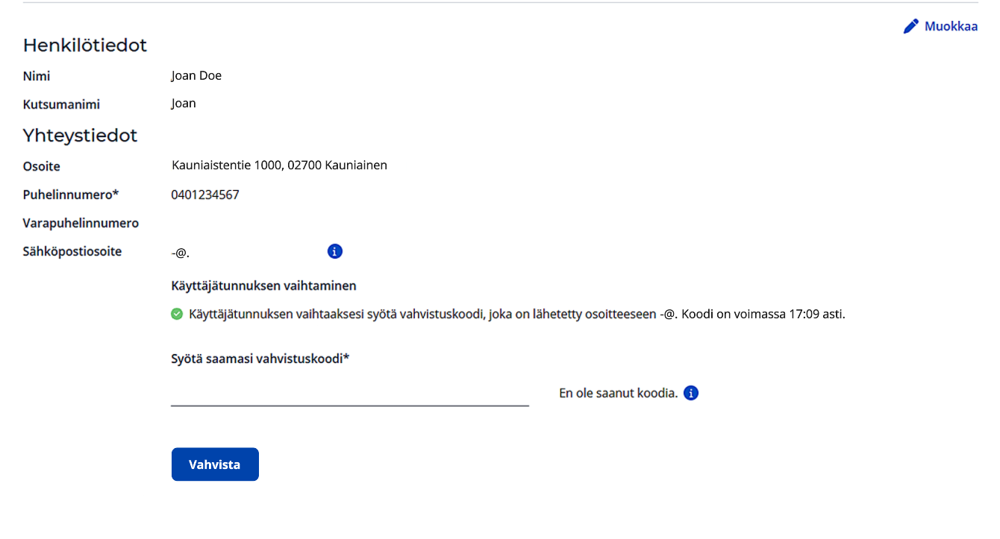 Muokkaa
Henkilötiedot
Nimi Joan Doe
Kutsumanimi Joan
Yhteystiedot
Osoite Kauniaistentie 1000, 02700 Kauniainen
Puhelinnumero* 0401234567
Varapuhelinnumero
Sähköpostiosoite -@.
Käyttäjätunnuksen vaihtaminen
Käyttäjätunnuksen vaihtaaksesi syötä vahvistuskoodi, joka on lähetetty osoitteeseen -@. Koodi on voimassa 17:09 asti.
Syötä saamasi vahvistuskoodi*
En ole saanut koodia.
Vahvista